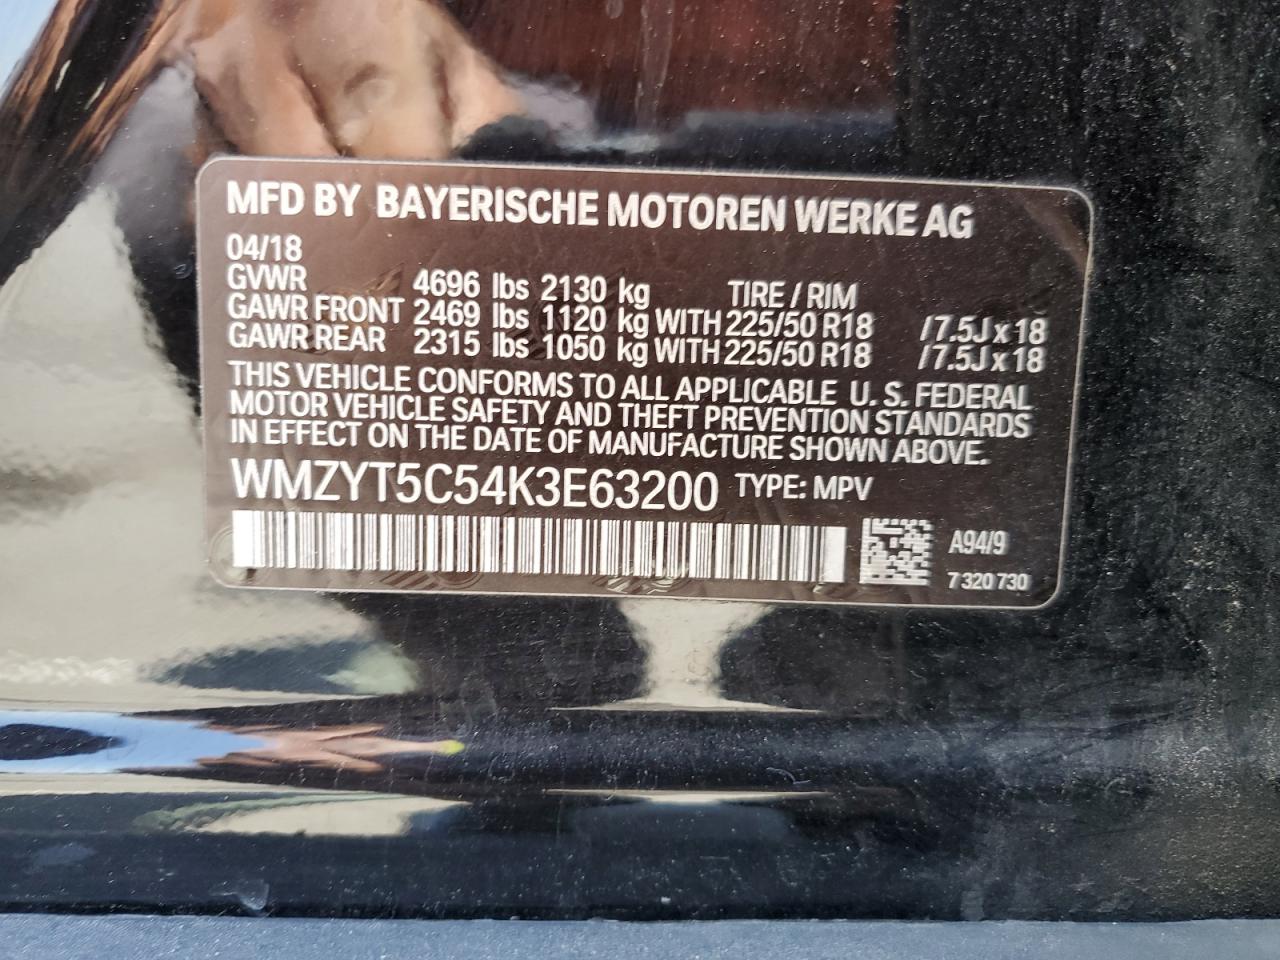 MFD BY BAYERISCHE MOTOREN WERKE AG
04/18
GVWR 4696 lbs 2130 kg TIRE / RIM
GAWR FRONT 2469 lbs 1120 kg WITH 225/50 R18 /7.5J x 18
GAWR REAR 2315 lbs 1050 kg WITH 225/50 R18 /7.5J x 18
THIS VEHICLE CONFORMS TO ALL APPLICABLE U. S. FEDERAL
MOTOR VEHICLE SAFETY AND THEFT PREVENTION STANDARDS
IN EFFECT ON THE DATE OF MANUFACTURE SHOWN ABOVE.
WMZYT5C54K3E63200 TYPE: MPV
A94/9
7 320 730